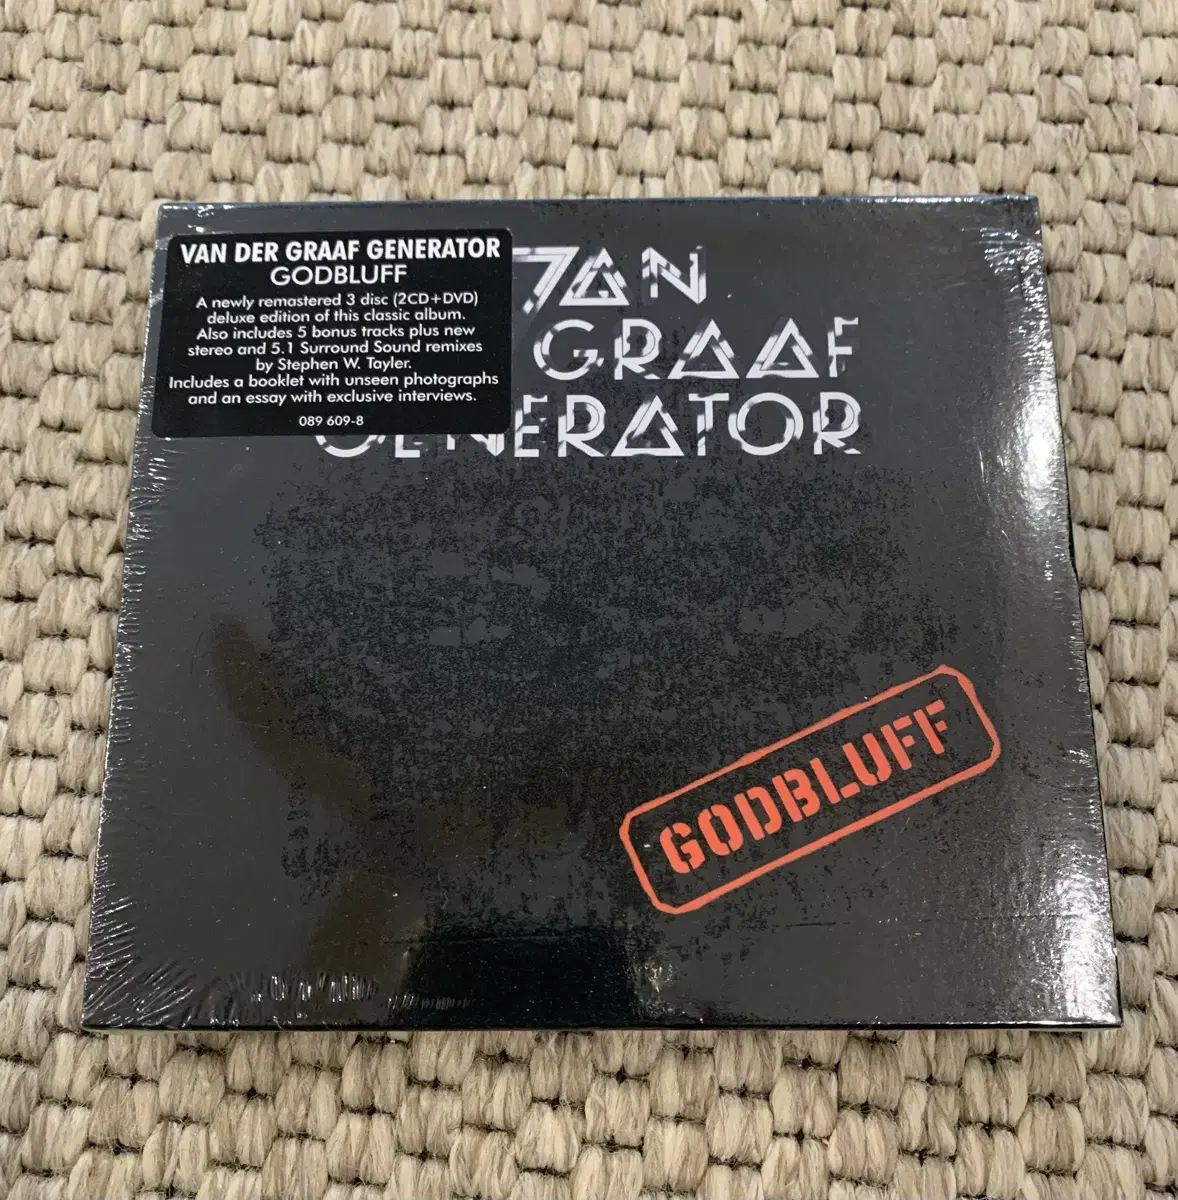 VAN DER GRAAF GENERATOR
GODBLUFF
A newly remastered 3 disc (2CD+DVD)
deluxe edition of this classic album.
Also includes 5 bonus tracks plus new
stereo and 5.1 Surround Sound remixes
by Stephen W. Tayler.
Includes a booklet with unseen photographs
and an essay with exclusive interviews.
089 609-8
VAN
GRAAF
GENERATOR
GODBLUFF